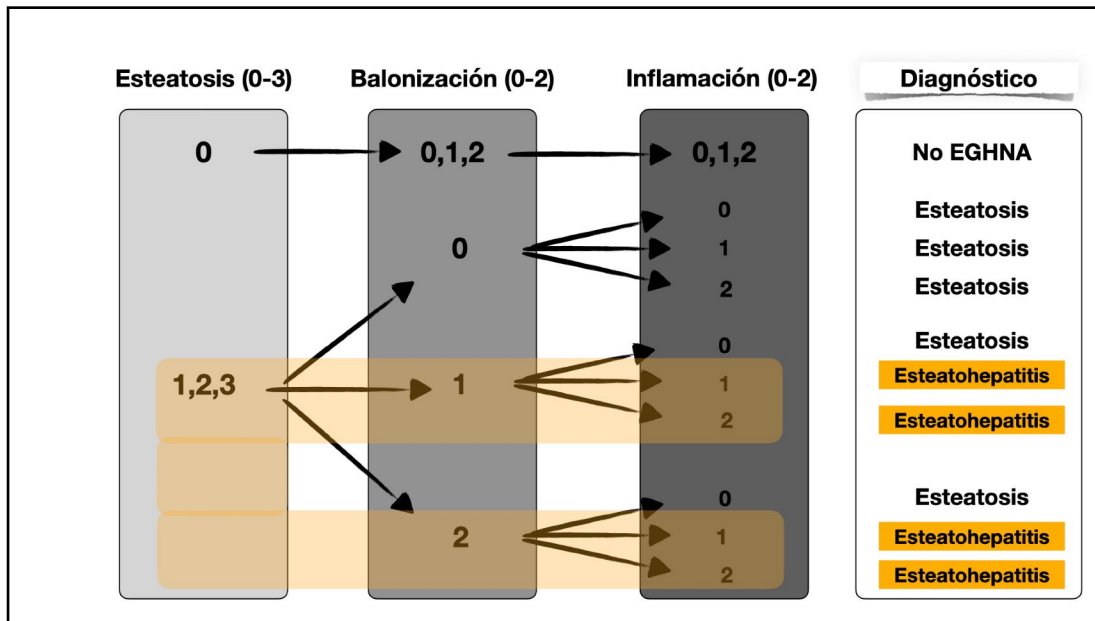 Esteatosis (0-3) Balonización (0-2) Inflamación (0-2) Diagnóstico
0 0,1,2 0,1,2 No EGHNA
0 Esteatosis
0 1 Esteatosis
2 Esteatosis
0 Esteatosis
1,2,3 1 1 Esteatohepatitis
2 Esteatohepatitis
0 Esteatosis
2 1 Esteatohepatitis
2 Esteatohepatitis